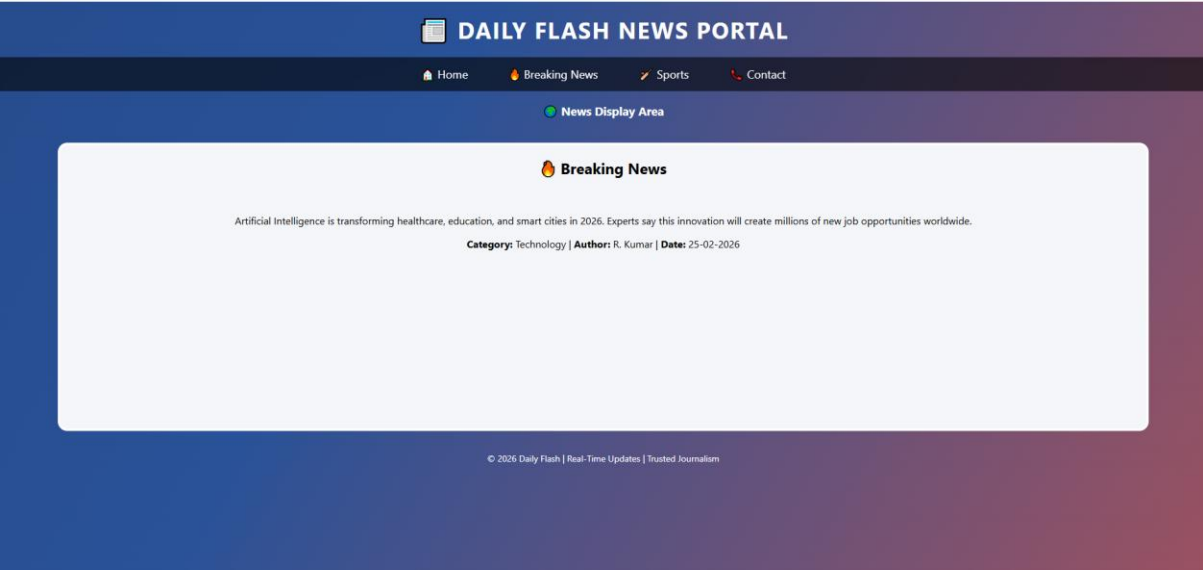 📰 DAILY FLASH NEWS PORTAL
🏠 Home 🔥 Breaking News 🏏 Sports 📞 Contact
🌍 News Display Area
🔥 Breaking News
Artificial Intelligence is transforming healthcare, education, and smart cities in 2026. Experts say this innovation will create millions of new job opportunities worldwide.
Category: Technology | Author: R. Kumar | Date: 25-02-2026
© 2026 Daily Flash | Real-Time Updates | Trusted Journalism